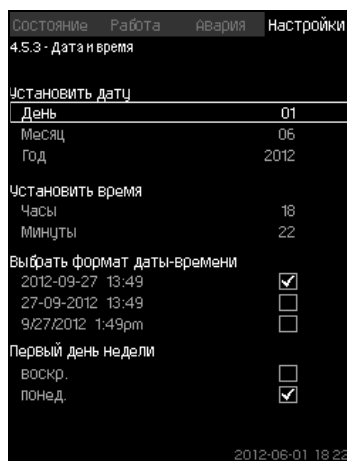 Состояние Работа Авария Настройки
4.5.3 - Дата и время
Установить дату
День 01
Месяц 06
Год 2012
Установить время
Часы 18
Минуты 22
Выбрать формат даты-времени
2012-09-27 13:49
27-09-2012 13:49
9/27/2012 1:49pm
Первый день недели
воскр.
понед.
2012-06-01 18:22